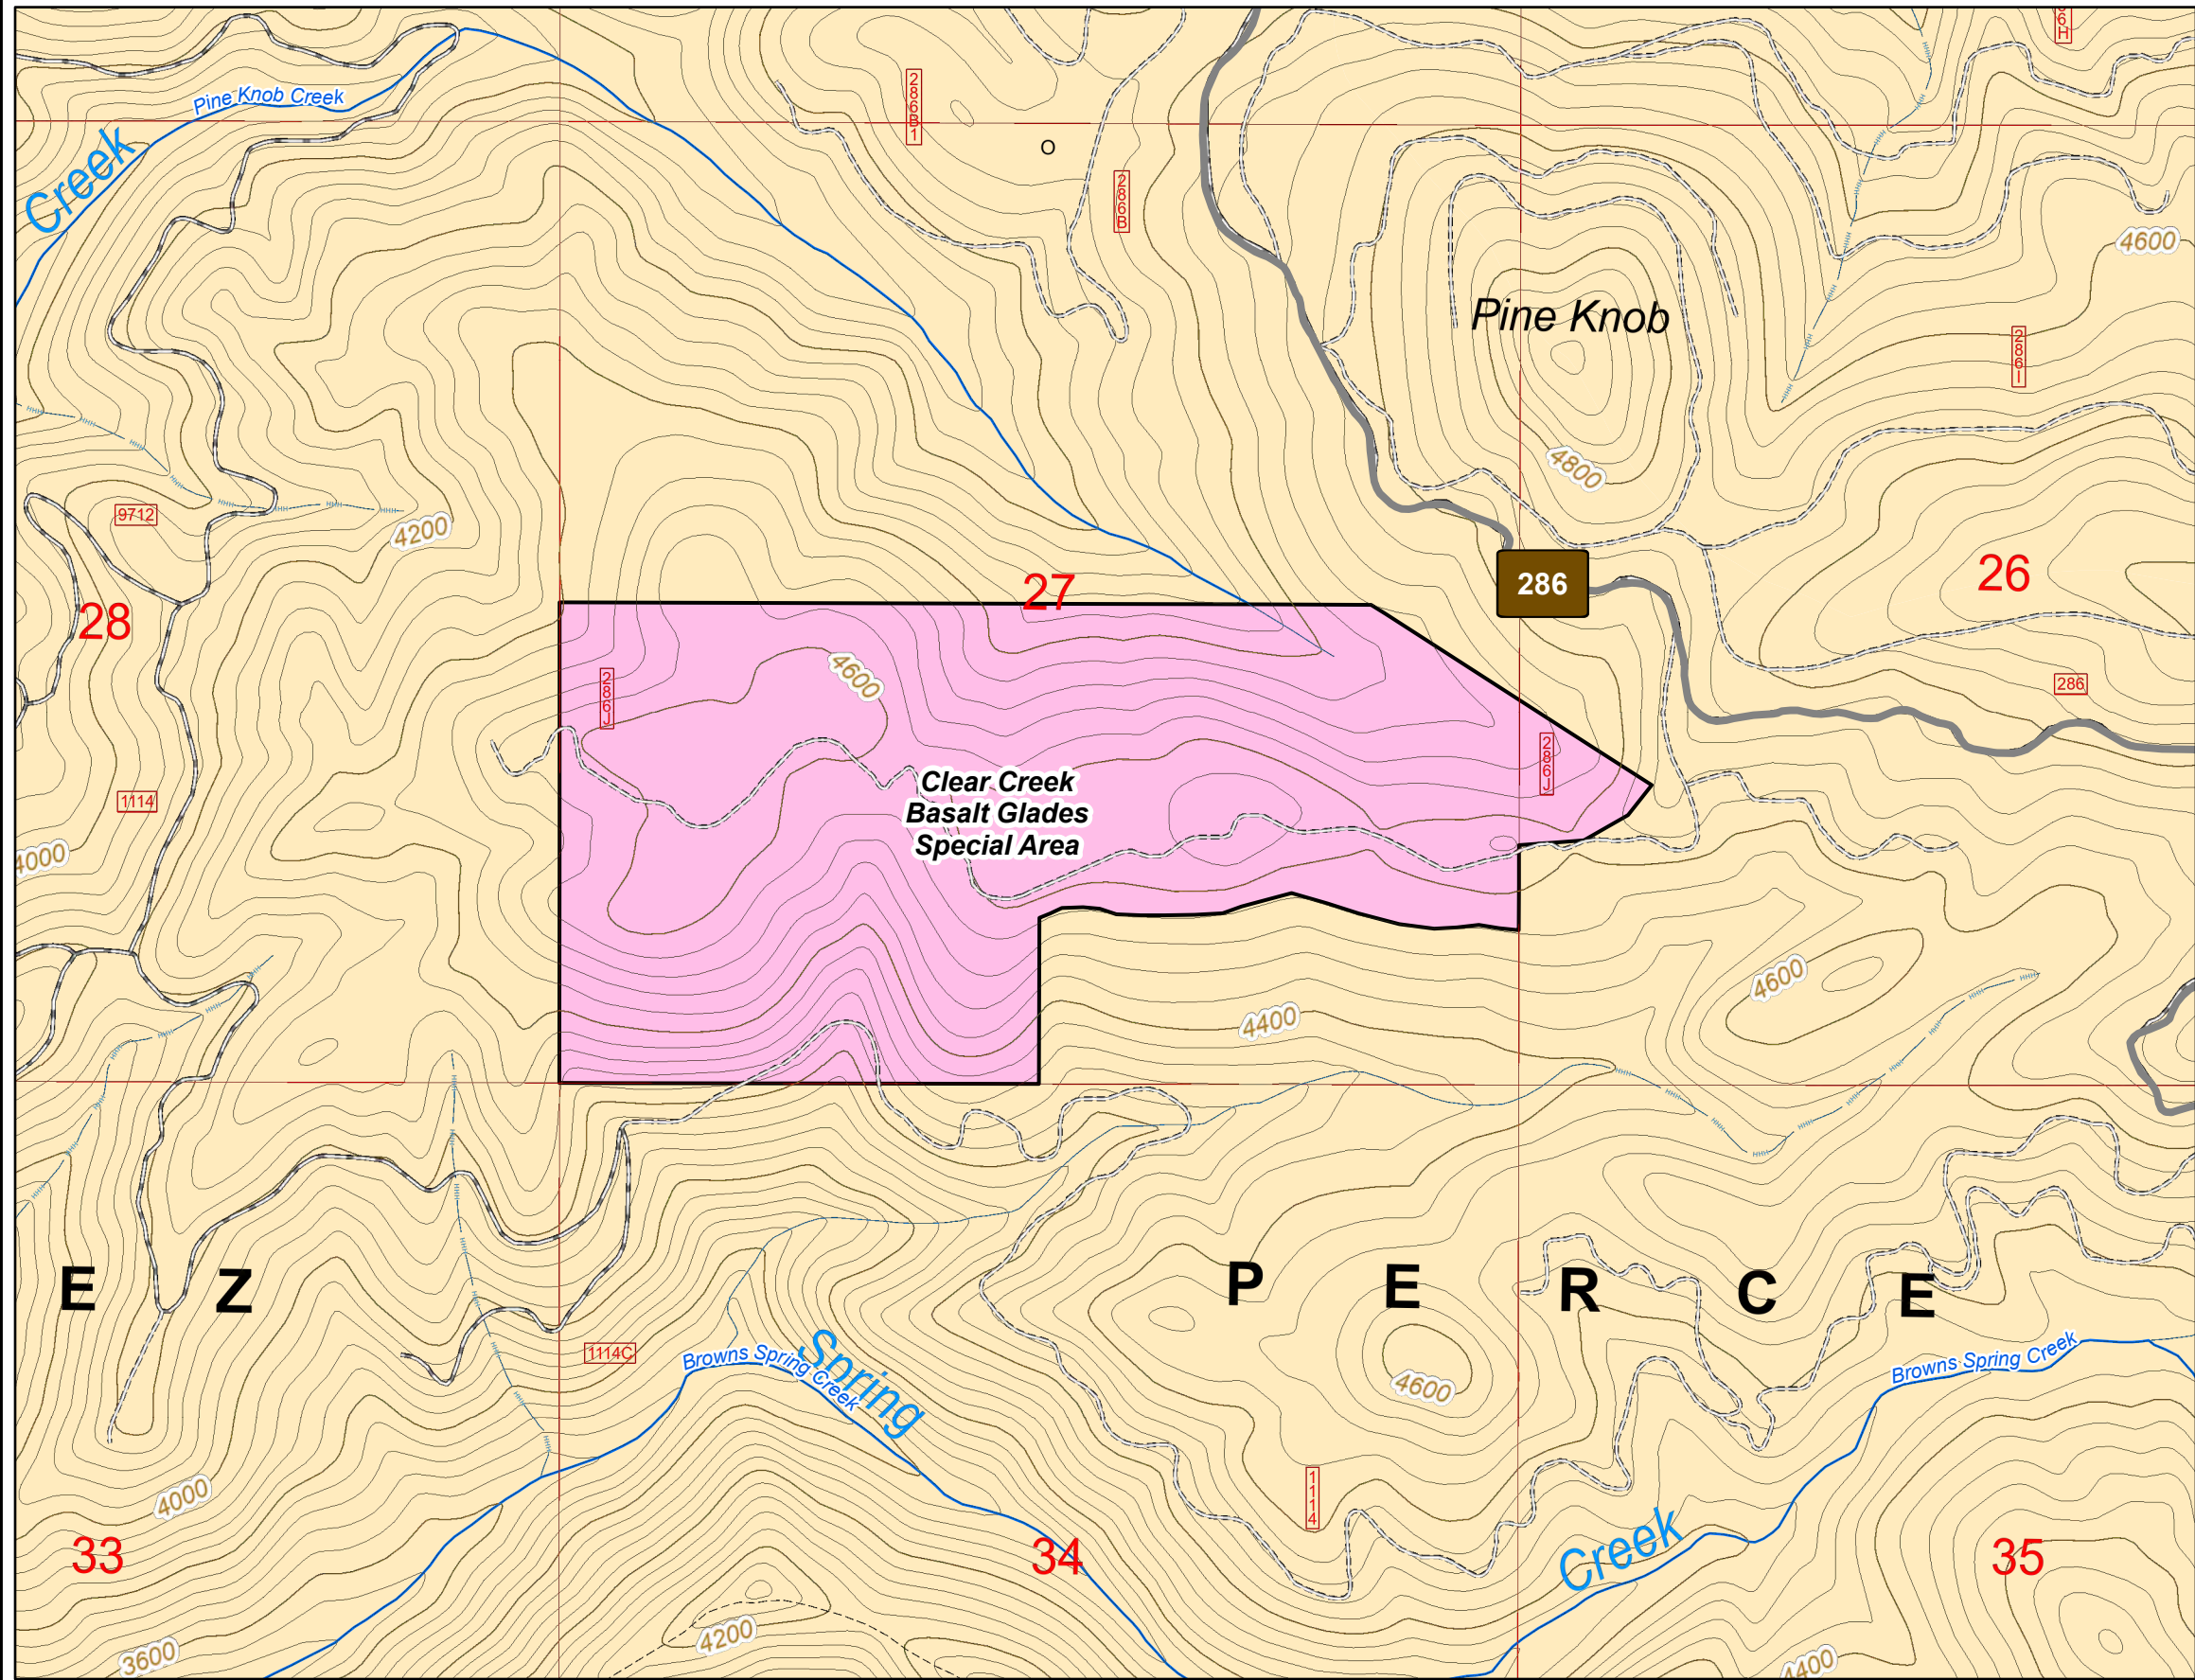 6H
Pine Knob Creek
286B1
Creek
286B
4600
Pine Knob
286I
4800
9712
4200
286
26
27
28
4600
286J
286
286J
1114
Clear Creek
Basalt Glades
Special Area
4000
4600
4400
E Z P E R C E
1114C
Browns Spring Creek
Spring
Browns Spring Creek
4600
4000
1114
Creek
33
34
35
4200
3600
4400